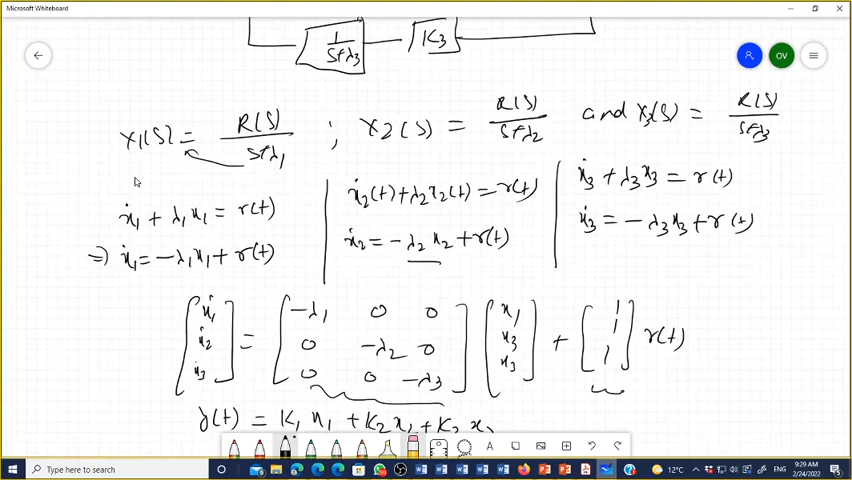 Microsoft Whiteboard
1/(S+λ3) K3
OV
X1(S) = R(S)/(S+λ1) ; X2(S) = R(S)/(S+λ2) and X3(S) = R(S)/(S+λ3)
ẋ1 + λ1x1 = r(t)
⇒ ẋ1 = -λ1x1 + r(t)
ẋ2(t) + λ2x2(t) = r(t)
ẋ2 = -λ2x2 + r(t)
ẋ3 + λ3x3 = r(t)
ẋ3 = -λ3x3 + r(t)
[ẋ1 = [-λ1 0 0 [x1 + [1 r(t)
ẋ2 0 -λ2 0 x3 1
ẋ3] 0 0 -λ3] x3] 1]
y(t) = K1x1 + K2x2 + K3x3
Type here to search
12°C
ENG
9:29 AM
2/24/2022